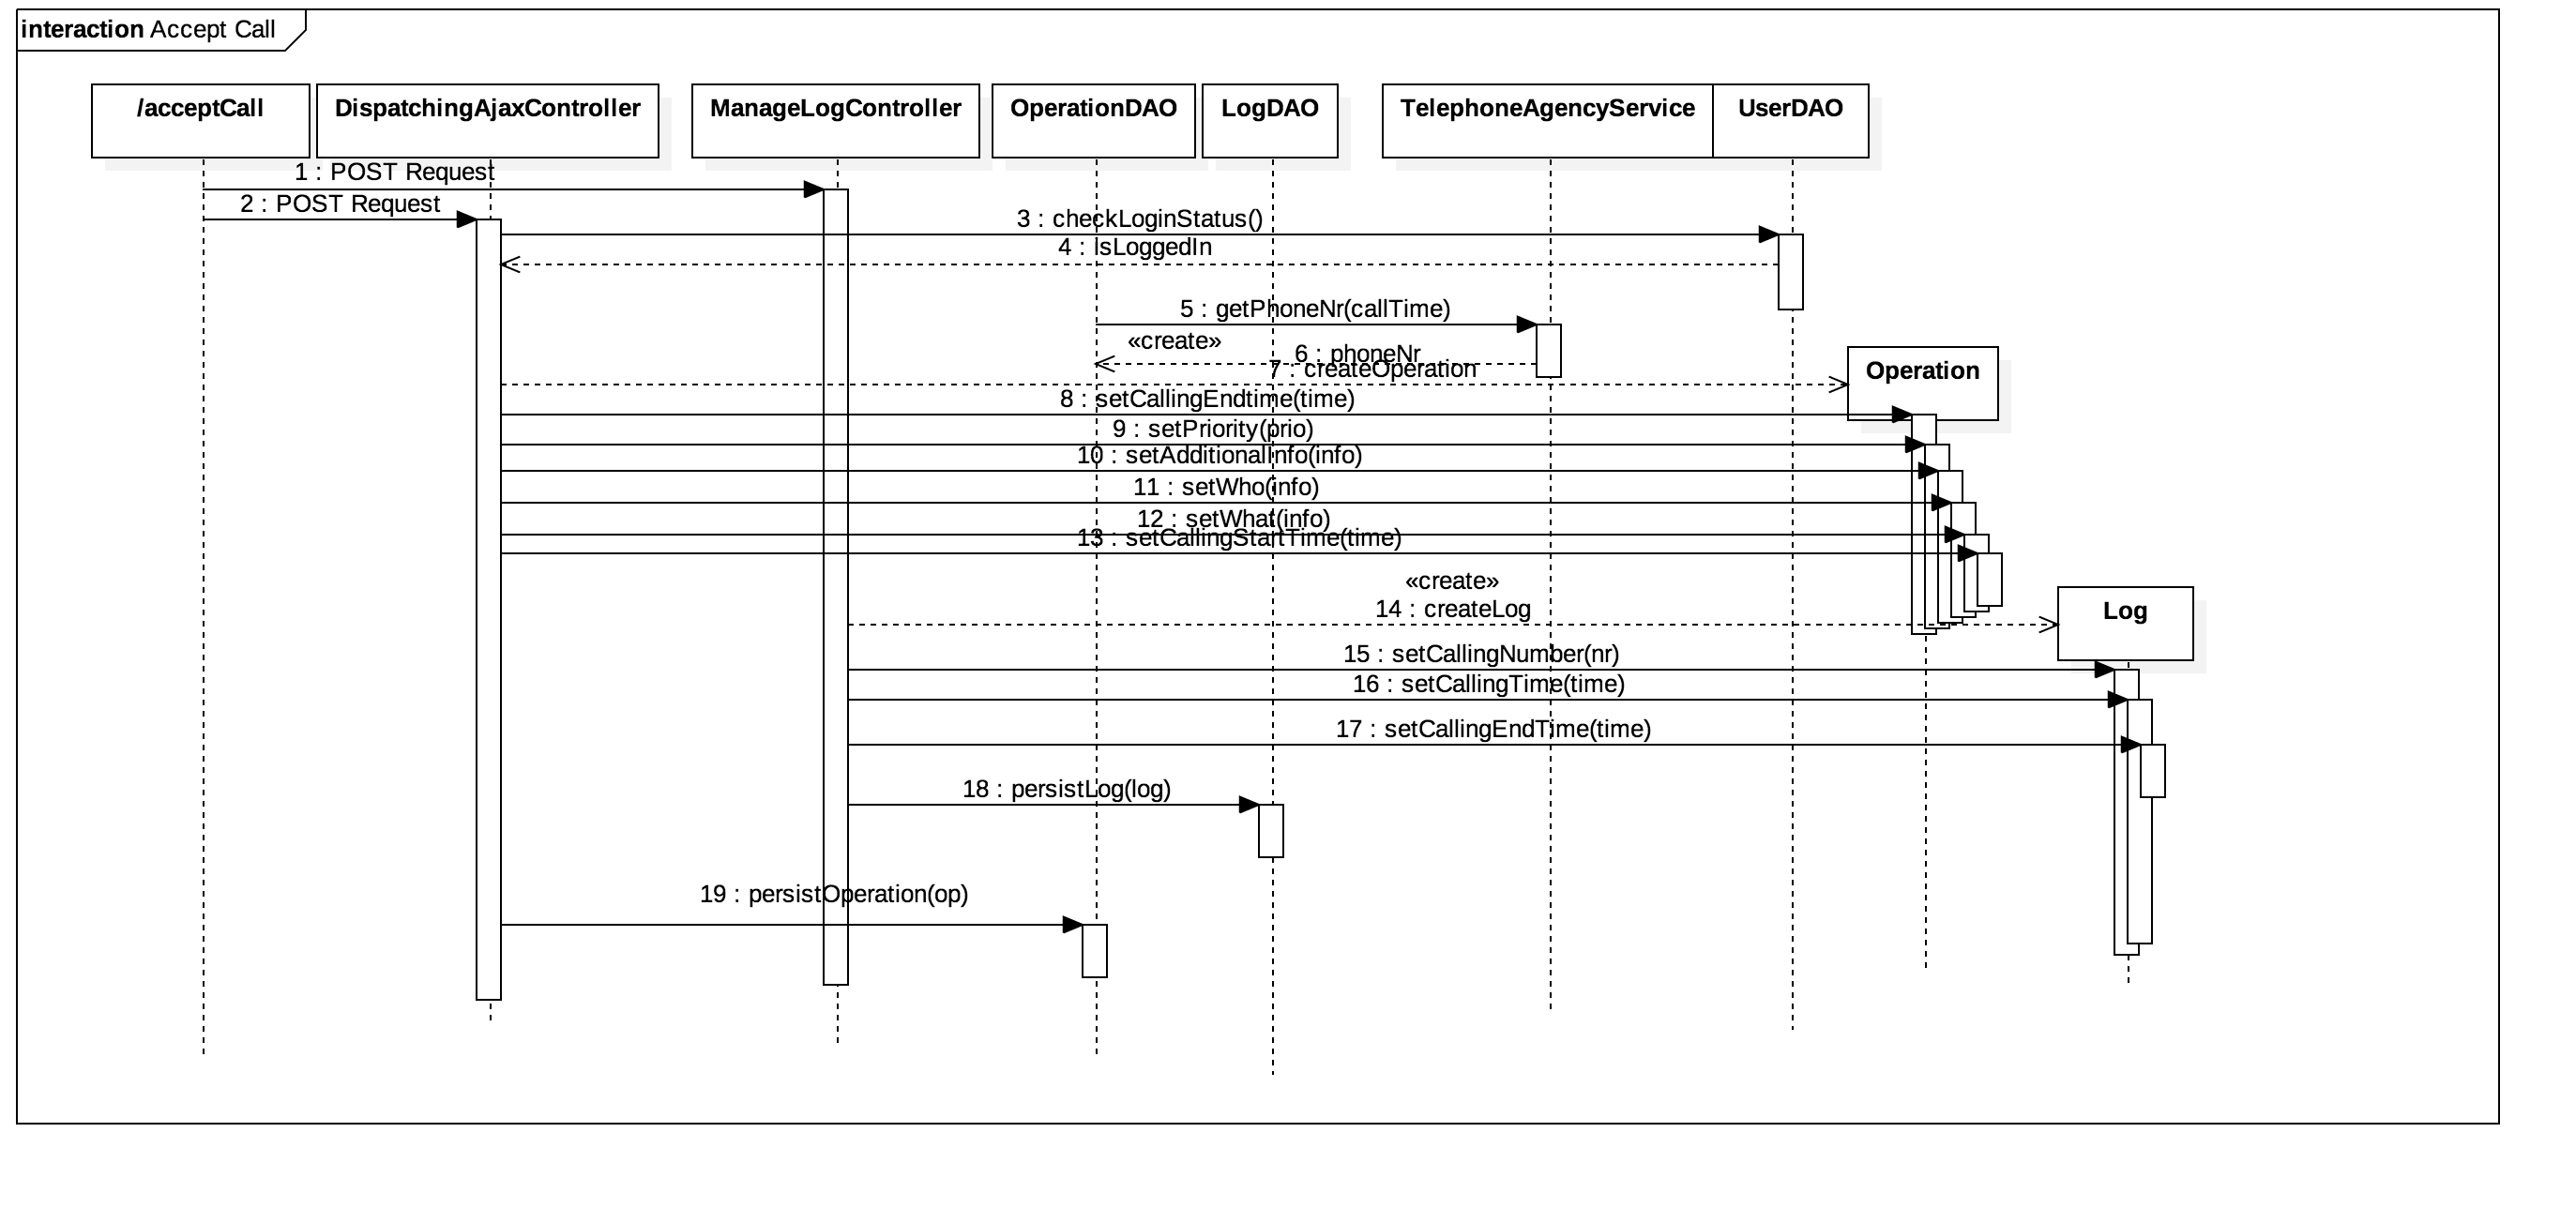 interaction Accept Call
/acceptCall
DispatchingAjaxController
ManageLogController
OperationDAO
LogDAO
TelephoneAgencyService
UserDAO
1 : POST Request
2 : POST Request
3 : checkLoginStatus()
4 : isLoggedIn
5 : getPhoneNr(callTime)
«create»
6 : phoneNr
7 : createOperation
Operation
8 : setCallingEndtime(time)
9 : setPriority(prio)
10 : setAdditionalInfo(info)
11 : setWho(info)
12 : setWhat(info)
13 : setCallingStartTime(time)
«create»
14 : createLog
Log
15 : setCallingNumber(nr)
16 : setCallingTime(time)
17 : setCallingEndTime(time)
18 : persistLog(log)
19 : persistOperation(op)